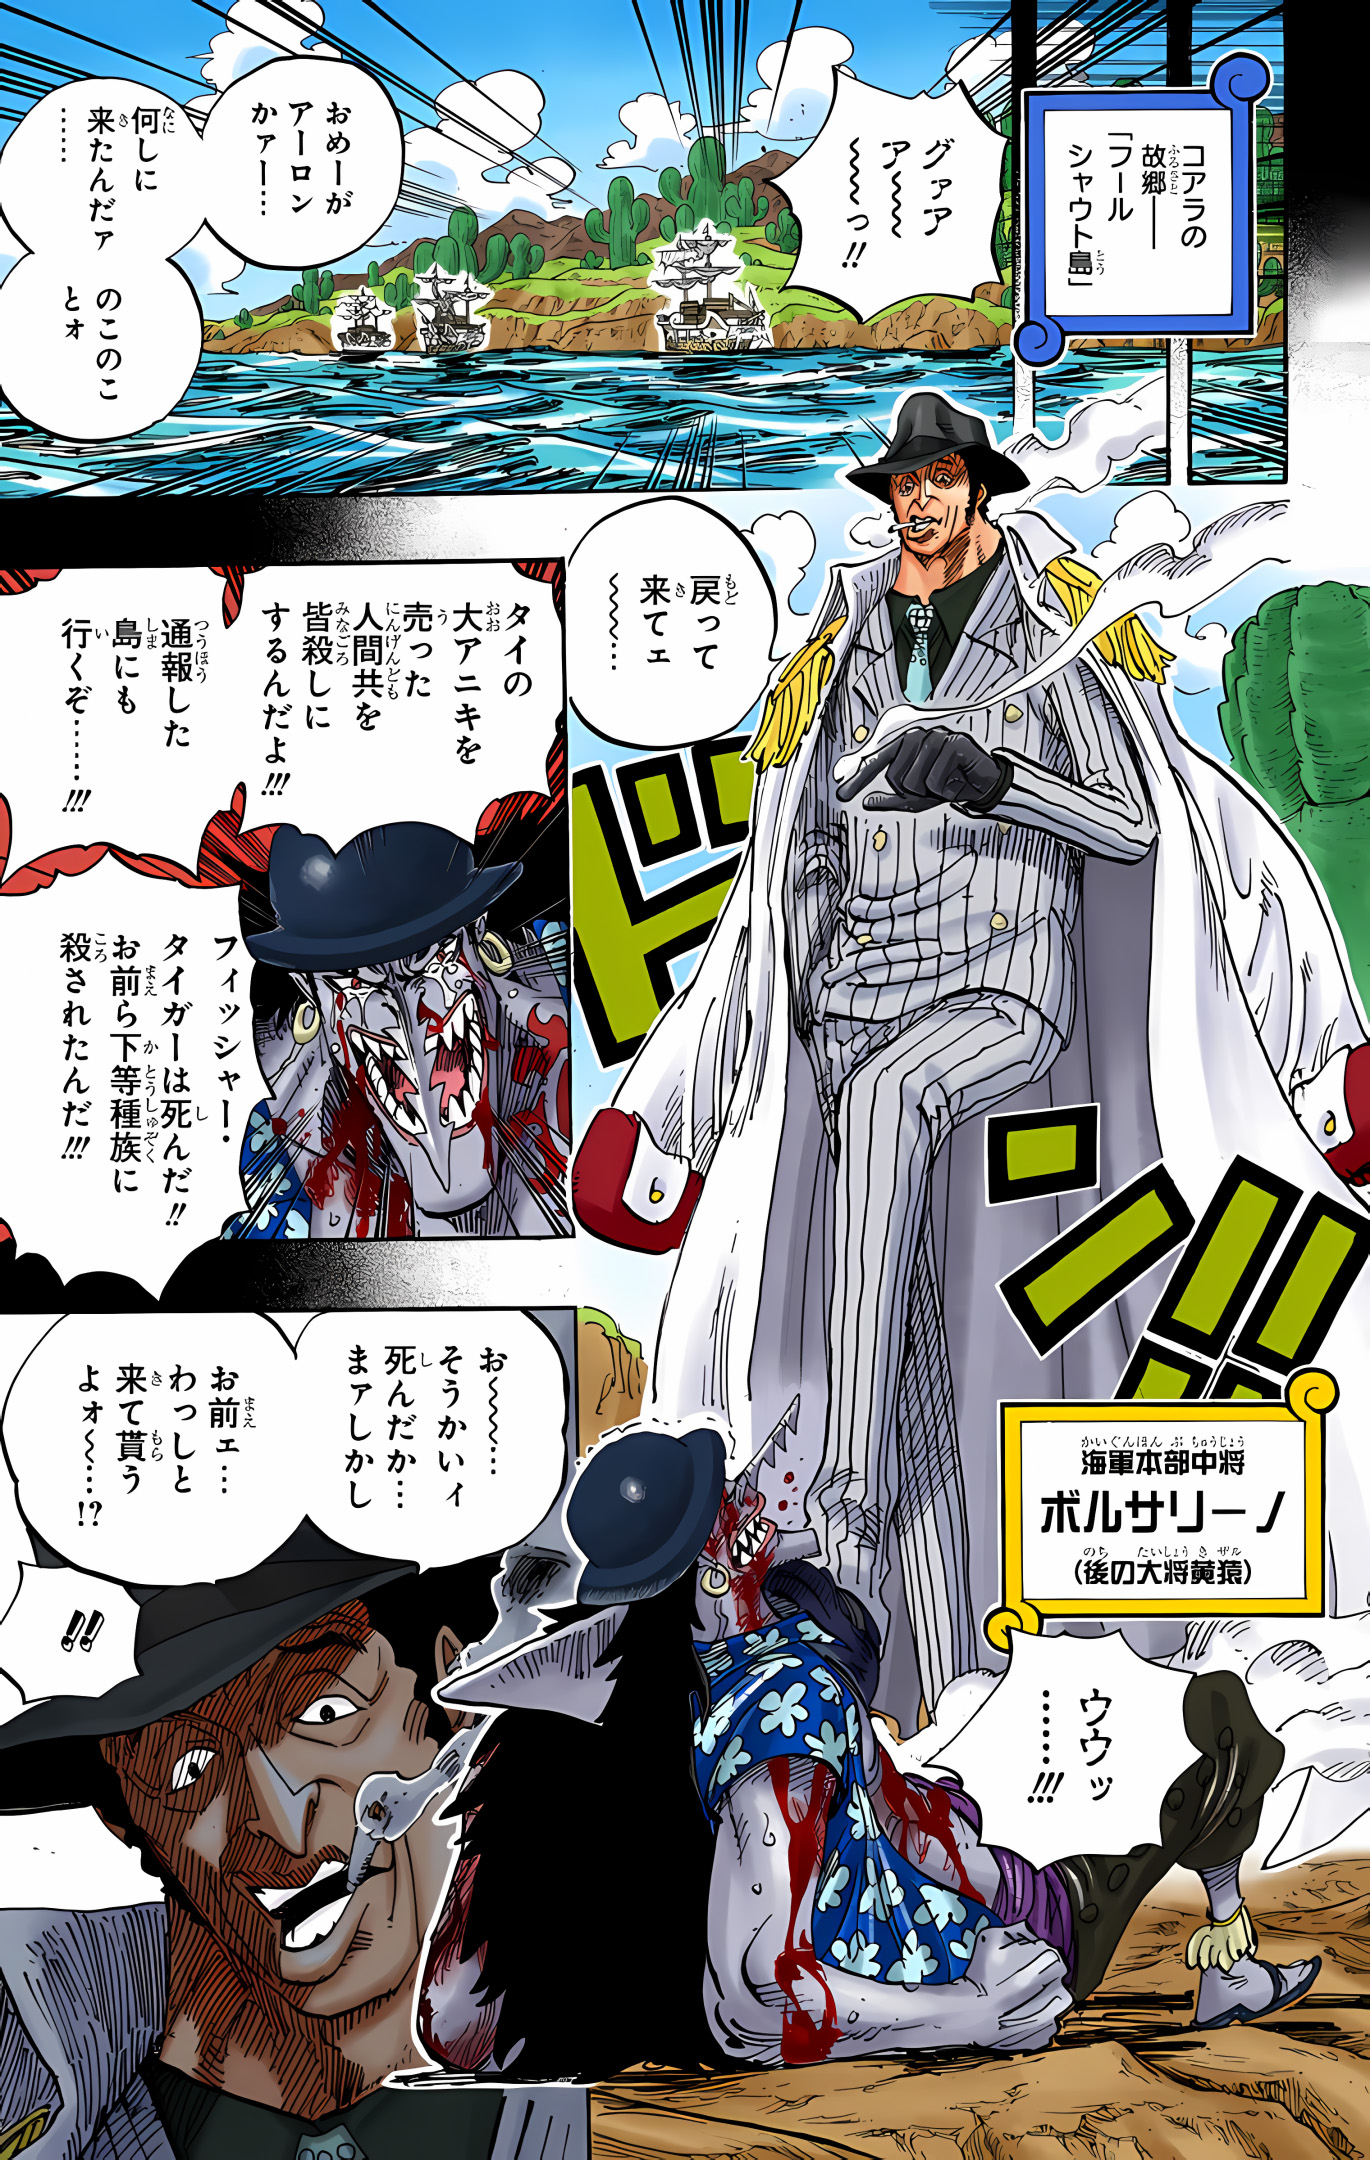 コアラの
故郷――
「フール
シャウト島」
グァア
ア〜〜
〜〜っ!!
おめーが
アーロン
かァー…
何しに
来たんだァ
……
のこのこ
とォ
戻って
来てェ
〜〜〜……
ドドン
海軍本部中将
ボルサリーノ
(後の大将黄猿)
タイの
大アニキを
売った
人間共を
皆殺しに
するんだよ!!!
通報した
島にも
行くぞ……!!!
フィッシャー・
タイガーは死んだ!!
お前ら下等種族に
殺されたんだ!!!
ウウッ
……!!!
お〜〜〜…
そうかいィ
死んだか…
まァしかし
お前ェ…
わっしと
来て貰う
よォ〜…!?
!!